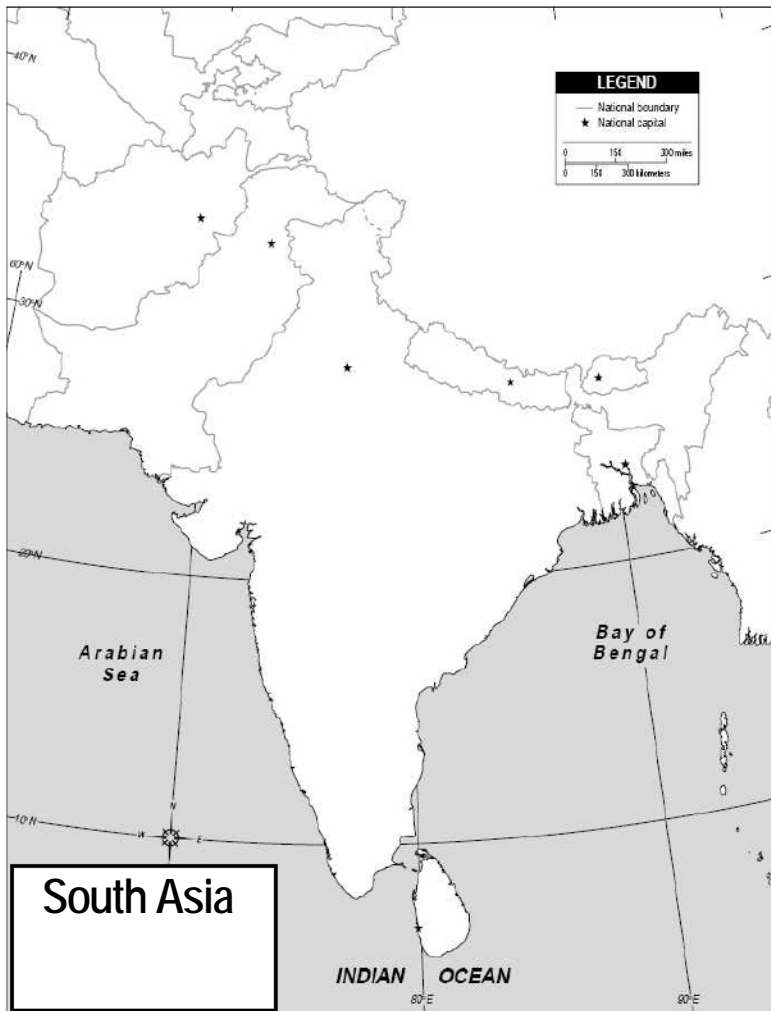 40°N
LEGEND
National boundary
National capital
0 150 300 miles
0 150 300 kilometers
60°E
30°N
20°N
Arabian
Sea
Bay of
Bengal
10°N
N
W E
South Asia
INDIAN OCEAN
80°E
90°E